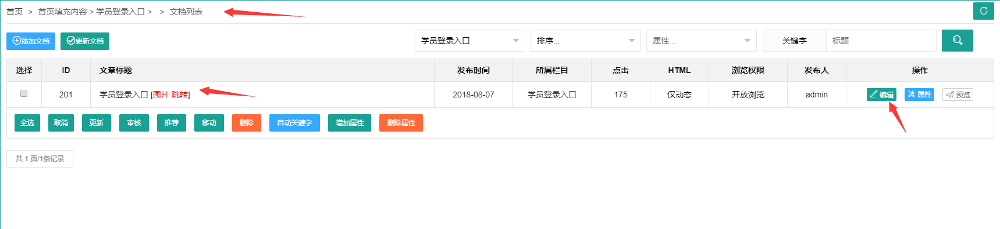 首页 > 首页填充内容 > 学员登录入口 > > 文档列表
添加文档 更新文档 学员登录入口 排序... 属性... 关键字 标题
选择 ID 文章标题 发布时间 所属栏目 点击 HTML 浏览权限 发布人 操作
201 学员登录入口 [图片 跳转] 2018-08-07 学员登录入口 175 仅动态 开放浏览 admin 编辑 属性 预览
全选 取消 更新 审核 推荐 移动 删除 自动关键字 增加属性 删除属性
共 1 页/1条记录